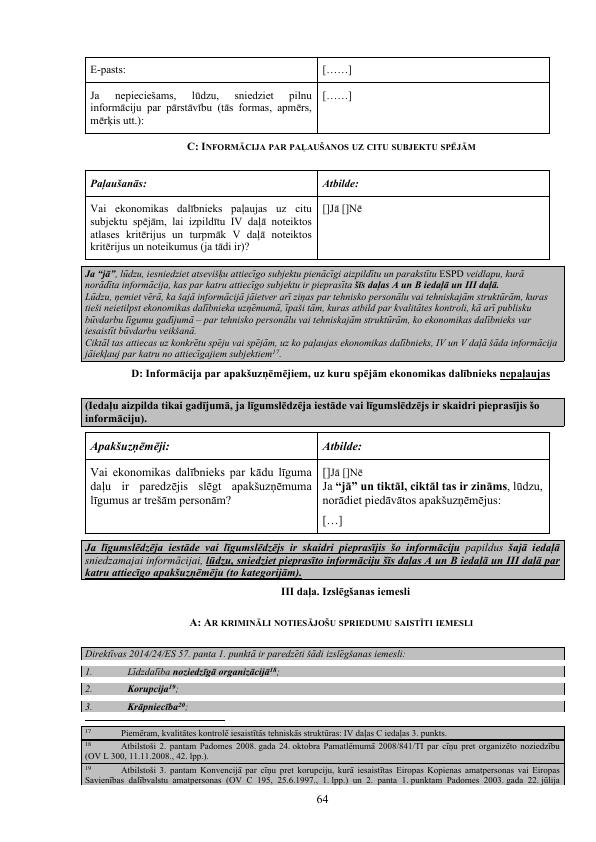 E-pasts: [……]
Ja nepieciešams, lūdzu, sniedziet pilnu [……]
informāciju par pārstāvību (tās formas, apmērs,
mērķis utt.):
C: INFORMĀCIJA PAR PAĻAUŠANOS UZ CITU SUBJEKTU SPĒJĀM
Paļaušanās: Atbilde:
Vai ekonomikas dalībnieks paļaujas uz citu []Jā []Nē
subjektu spējām, lai izpildītu IV daļā noteiktos
atlases kritērijus un turpmāk V daļā noteiktos
kritērijus un noteikumus (ja tādi ir)?
Ja “jā”, lūdzu, iesniedziet atsevišķu attiecīgo subjektu pienācīgi aizpildītu un parakstītu ESPD veidlapu, kurā
norādīta informācija, kas par katru attiecīgo subjektu ir pieprasīta šīs daļas A un B iedaļā un III daļā.
Lūdzu, ņemiet vērā, ka šajā informācijā jāietver arī ziņas par tehnisko personālu vai tehniskajām struktūrām, kuras
tieši neietilpst ekonomikas dalībnieka uzņēmumā, īpaši tām, kuras atbild par kvalitātes kontroli, kā arī publisku
būvdarbu līgumu gadījumā – par tehnisko personālu vai tehniskajām struktūrām, ko ekonomikas dalībnieks var
iesaistīt būvdarbu veikšanā.
Ciktāl tas attiecas uz konkrētu spēju vai spējām, uz ko paļaujas ekonomikas dalībnieks, IV un V daļā šāda informācija
jāiekļauj par katru no attiecīgajiem subjektiem17.
D: Informācija par apakšuzņēmējiem, uz kuru spējām ekonomikas dalībnieks nepaļaujas
(Iedaļu aizpilda tikai gadījumā, ja līgumslēdzēja iestāde vai līgumslēdzējs ir skaidri pieprasījis šo
informāciju).
Apakšuzņēmēji: Atbilde:
Vai ekonomikas dalībnieks par kādu līguma []Jā []Nē
daļu ir paredzējis slēgt apakšuzņēmuma Ja “jā” un tiktāl, ciktāl tas ir zināms, lūdzu,
līgumus ar trešām personām? norādiet piedāvātos apakšuzņēmējus:
[…]
Ja līgumslēdzēja iestāde vai līgumslēdzējs ir skaidri pieprasījis šo informāciju papildus šajā iedaļā
sniedzamajai informācijai, lūdzu, sniedziet pieprasīto informāciju šīs daļas A un B iedaļā un III daļā par
katru attiecīgo apakšuzņēmēju (to kategorijām).
III daļa. Izslēgšanas iemesli
A: AR KRIMINĀLI NOTIESĀJOŠU SPRIEDUMU SAISTĪTI IEMESLI
Direktīvas 2014/24/ES 57. panta 1. punktā ir paredzēti šādi izslēgšanas iemesli:
1. Līdzdalība noziedzīgā organizācijā18;
2. Korupcija19;
3. Krāpniecība20;
17 Piemēram, kvalitātes kontrolē iesaistītās tehniskās struktūras: IV daļas C iedaļas 3. punkts.
18 Atbilstoši 2. pantam Padomes 2008. gada 24. oktobra Pamatlēmumā 2008/841/TI par cīņu pret organizēto noziedzību
(OV L 300, 11.11.2008., 42. lpp.).
19 Atbilstoši 3. pantam Konvencijā par cīņu pret korupciju, kurā iesaistītas Eiropas Kopienas amatpersonas vai Eiropas
Savienības dalībvalstu amatpersonas (OV C 195, 25.6.1997., 1. lpp.) un 2. panta 1. punktam Padomes 2003. gada 22. jūlija
64